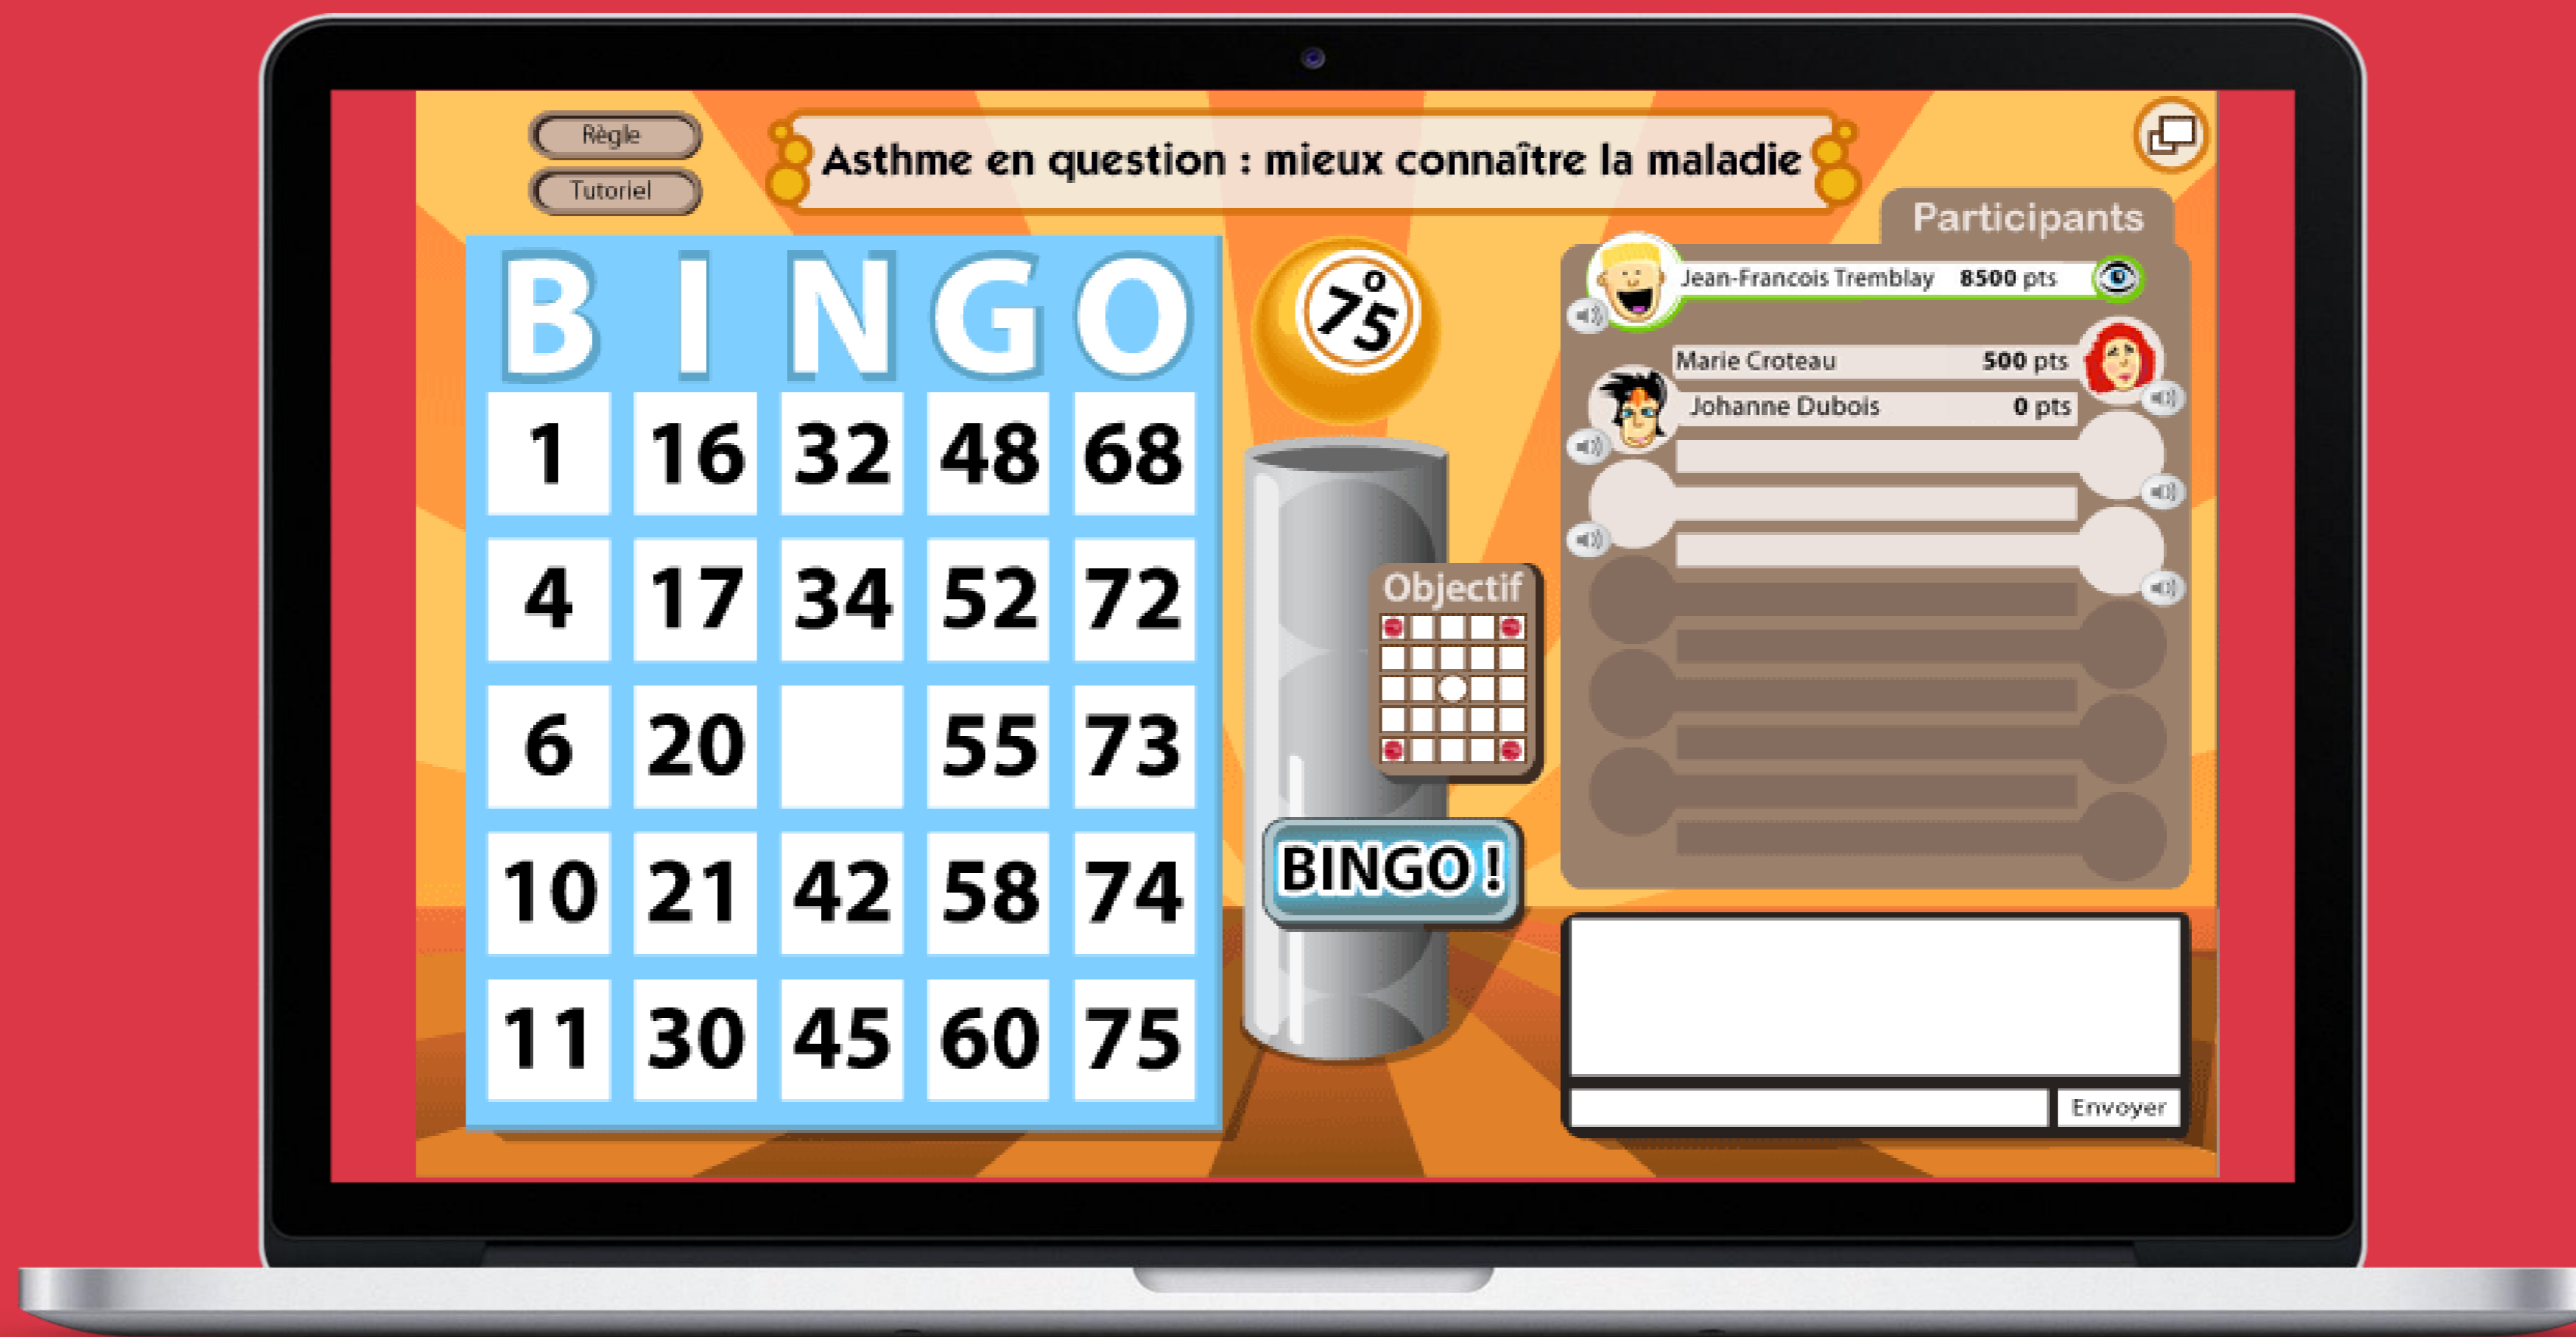 Règle
Tutoriel
Asthme en question : mieux connaître la maladie
B I N G O
1 16 32 48 68
4 17 34 52 72
6 20 55 73
10 21 42 58 74
11 30 45 60 75
O
75
Objectif
BINGO !
Participants
Jean-Francois Tremblay 8500 pts
Marie Croteau 500 pts
Johanne Dubois 0 pts
Envoyer